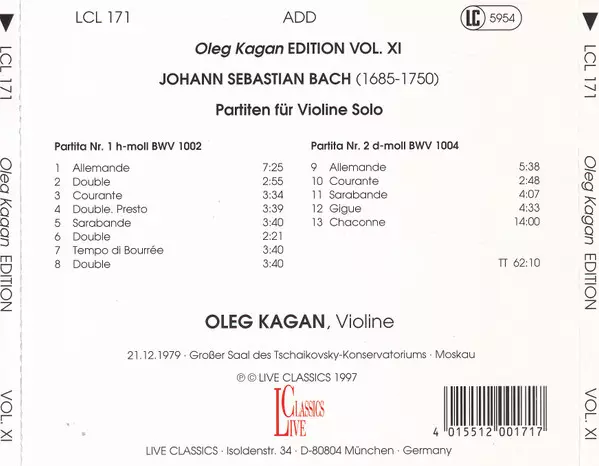 LCL 171
ADD
LC 5954
Oleg Kagan EDITION VOL. XI
JOHANN SEBASTIAN BACH (1685-1750)
Partiten für Violine Solo
Partita Nr. 1 h-moll BWV 1002
1 Allemande 7:25
2 Double 2:55
3 Courante 3:34
4 Double. Presto 3:39
5 Sarabande 3:40
6 Double 2:21
7 Tempo di Bourrée 3:40
8 Double 3:40
Partita Nr. 2 d-moll BWV 1004
9 Allemande 5:38
10 Courante 2:48
11 Sarabande 4:07
12 Gigue 4:33
13 Chaconne 14:00
TT 62:10
OLEG KAGAN, Violine
21.12.1979 · Großer Saal des Tschaikovsky-Konservatoriums · Moskau
℗ © LIVE CLASSICS 1997
CLASSICS
LIVE
4 015512 001717
LIVE CLASSICS · Isoldenstr. 34 · D-80804 München · Germany
LCL 171 Oleg Kagan EDITION VOL. XI
LCL 171 Oleg Kagan EDITION VOL. XI